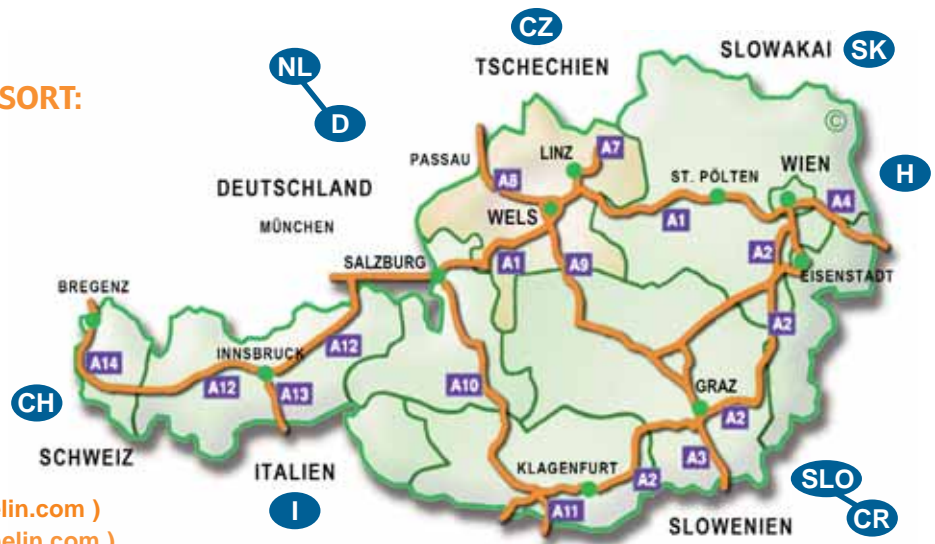 CZ
SLOWAKAI SK
NL
TSCHECHIEN
SORT:
D
©
A7
LINZ
PASSAU
WIEN
ST. PÖLTEN
H
A8
DEUTSCHLAND
A4
WELS
A1
MÜNCHEN
A2
SALZBURG
A1
A9
EISENSTADT
BREGENZ
A2
A12
INNSBRUCK
A14
A10
GRAZ
A12
A13
CH
A2
SCHWEIZ
A3
ITALIEN
KLAGENFURT
A2
SLO
I
A11
lin.com )
CR
SLOWENIEN
elin.com )